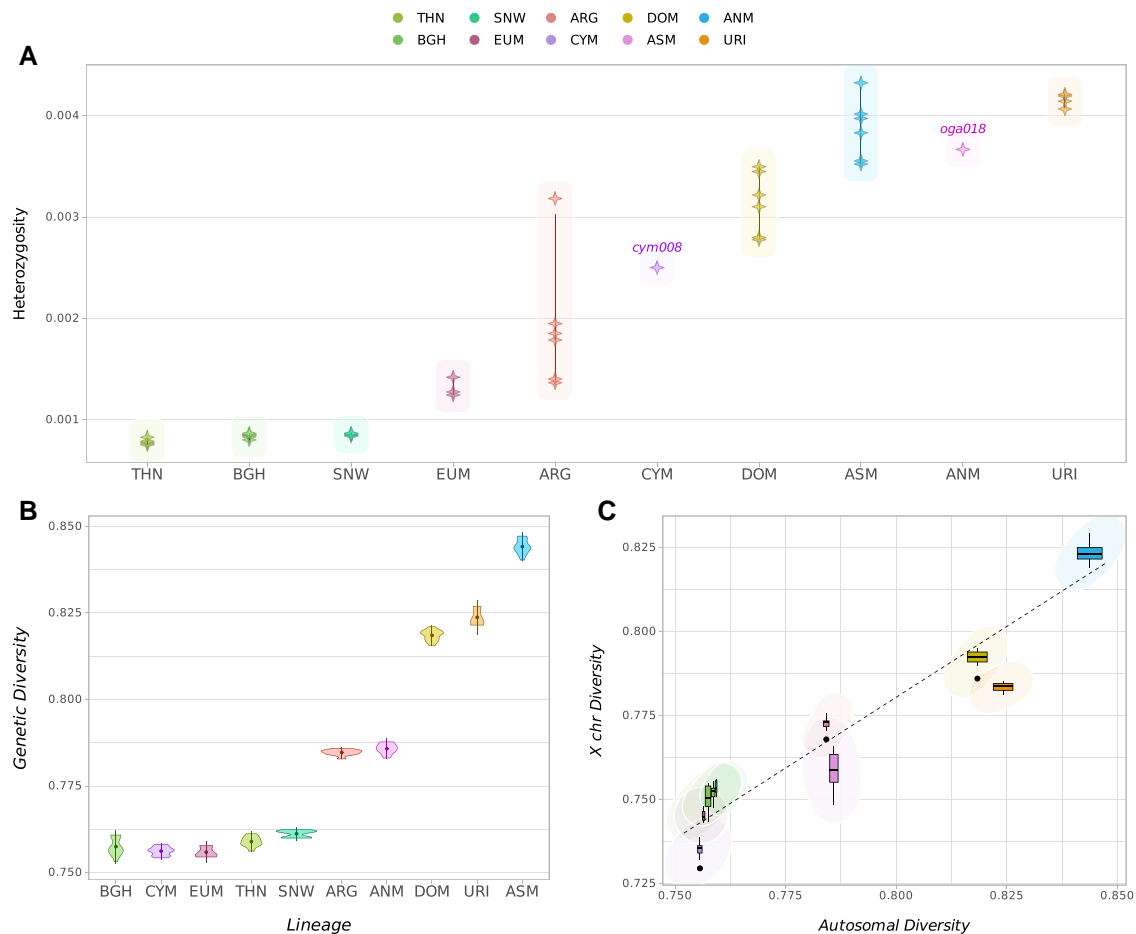 THN SNW ARG DOM ANM
BGH EUM CYM ASM URI
A
Heterozygosity
0.004
0.003
0.002
0.001
oga018
cym008
THN BGH SNW EUM ARG CYM DOM ASM ANM URI
B
Genetic Diversity
0.850
0.825
0.800
0.775
0.750
BGH CYM EUM THN SNW ARG ANM DOM URI ASM
Lineage
C
X chr Diversity
0.825
0.800
0.775
0.750
0.725
0.750 0.775 0.800 0.825 0.850
Autosomal Diversity